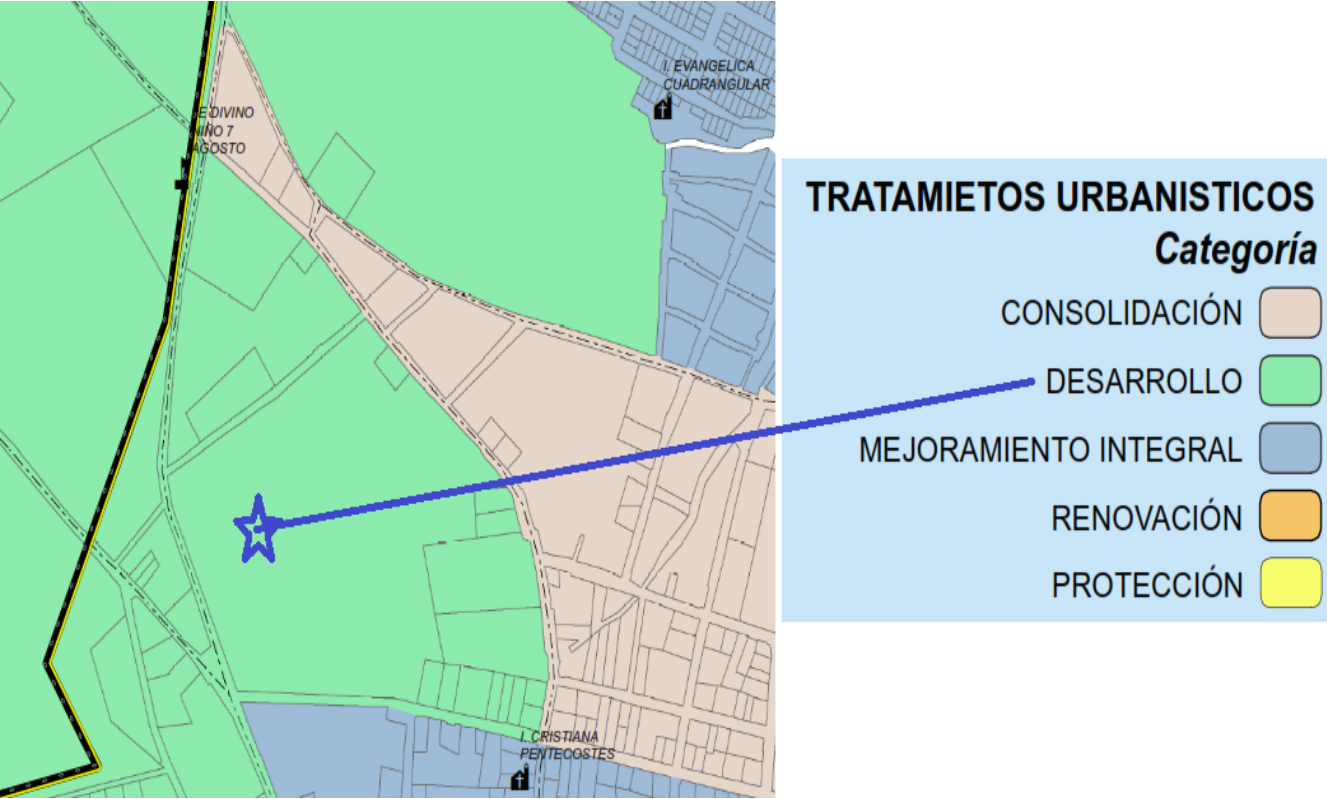 I. EVANGELICA
CUADRANGULAR
E DIVINO
NIÑO 7
AGOSTO
I. CRISTIANA
PENTECOSTES
TRATAMIETOS URBANISTICOS
Categoría
CONSOLIDACIÓN
DESARROLLO
MEJORAMIENTO INTEGRAL
RENOVACIÓN
PROTECCIÓN